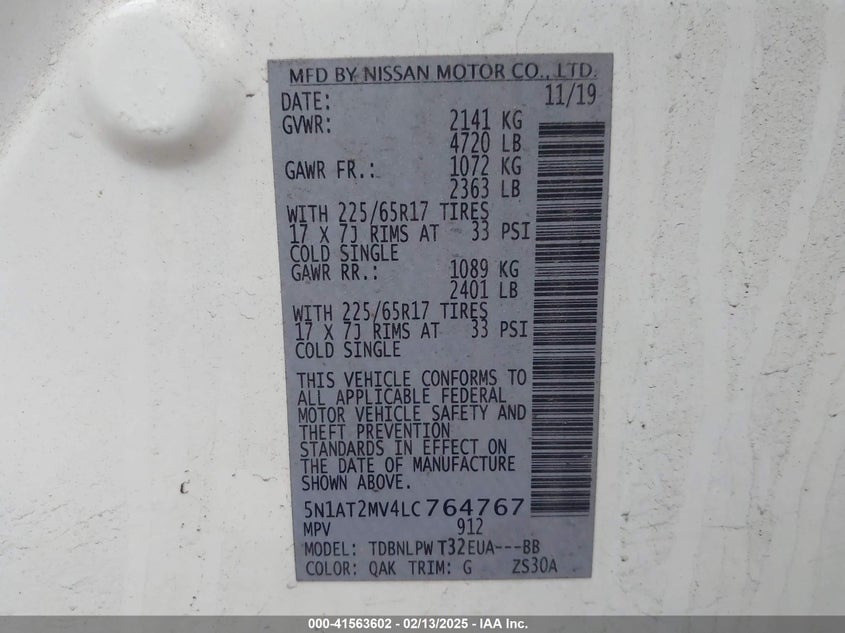 MFD BY NISSAN MOTOR CO., LTD.
DATE: 11/19
GVWR: 2141 KG
4720 LB
GAWR FR.: 1072 KG
2363 LB
WITH 225/65R17 TIRES
17 X 7J RIMS AT 33 PSI
COLD SINGLE
GAWR RR.: 1089 KG
2401 LB
WITH 225/65R17 TIRES
17 X 7J RIMS AT 33 PSI
COLD SINGLE
THIS VEHICLE CONFORMS TO
ALL APPLICABLE FEDERAL
MOTOR VEHICLE SAFETY AND
THEFT PREVENTION
STANDARDS IN EFFECT ON
THE DATE OF MANUFACTURE
SHOWN ABOVE.
5N1AT2MV4LC764767
MPV 912
MODEL: TDBNLPW T32EUA---BB
COLOR: QAK TRIM: G ZS30A
000-41563602 - 02/13/2025 - IAA Inc.